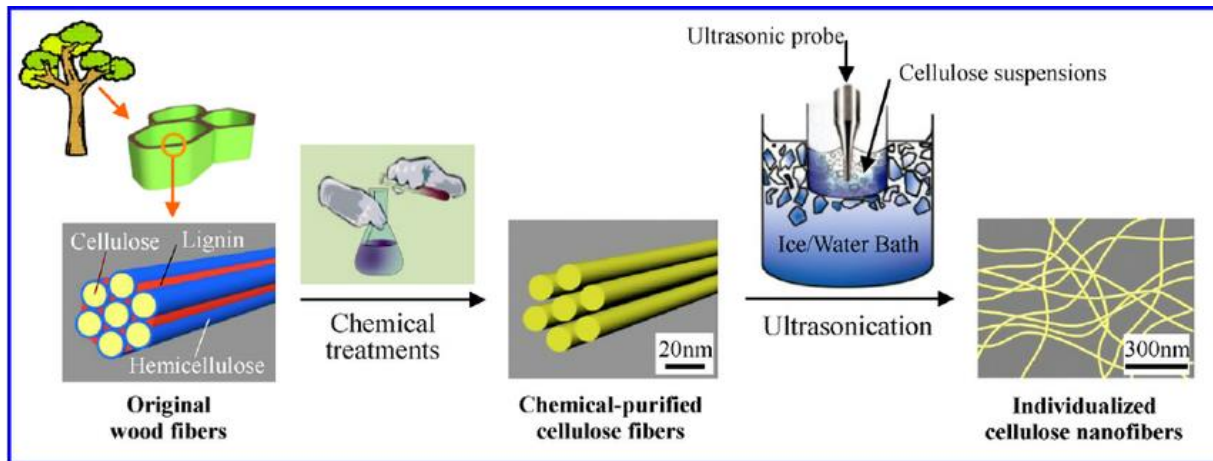 Ultrasonic probe
Cellulose suspensions
Cellulose
Lignin
Hemicellulose
Chemical
treatments
20nm
Ice/Water Bath
Ultrasonication
300nm
Original
wood fibers
Chemical-purified
cellulose fibers
Individualized
cellulose nanofibers